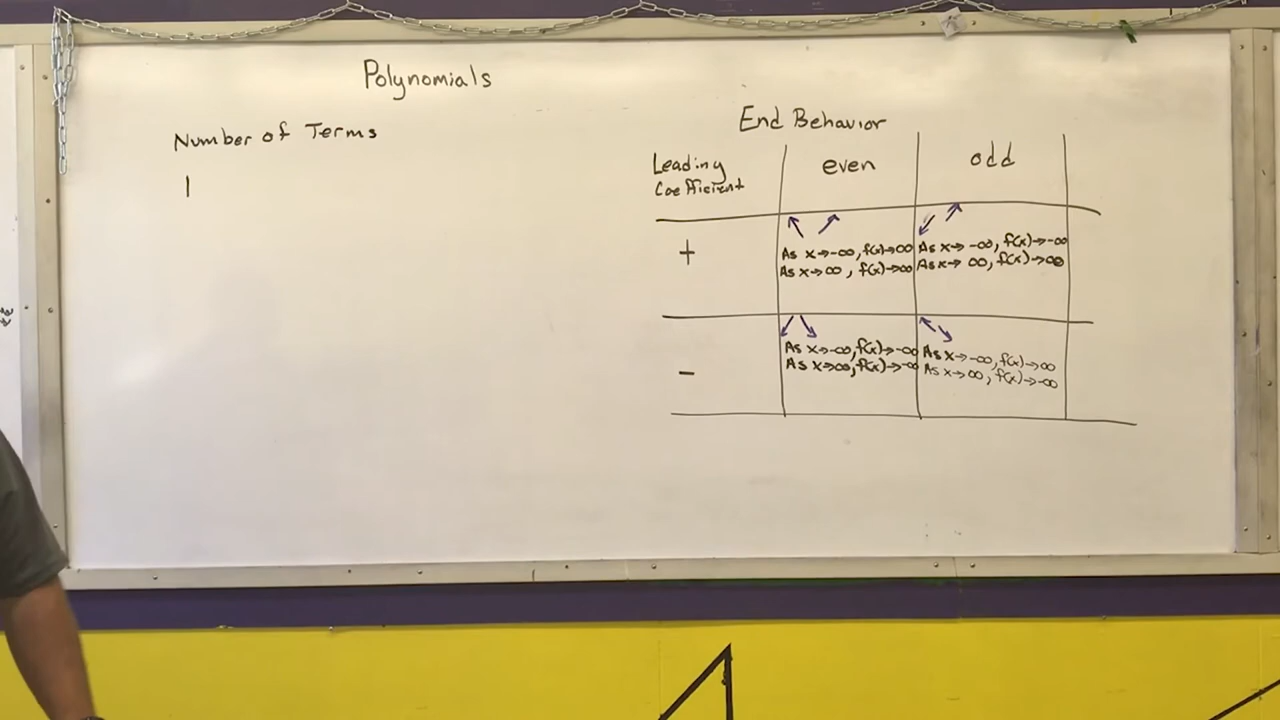 Polynomials
Number of Terms
1
End Behavior
Leading Coefficient
even
odd
+
As x→-∞, f(x)→∞
As x→∞, f(x)→∞
As x→-∞, f(x)→-∞
As x→∞, f(x)→∞
-
As x→-∞, f(x)→-∞
As x→∞, f(x)→-∞
As x→-∞, f(x)→∞
As x→∞, f(x)→-∞